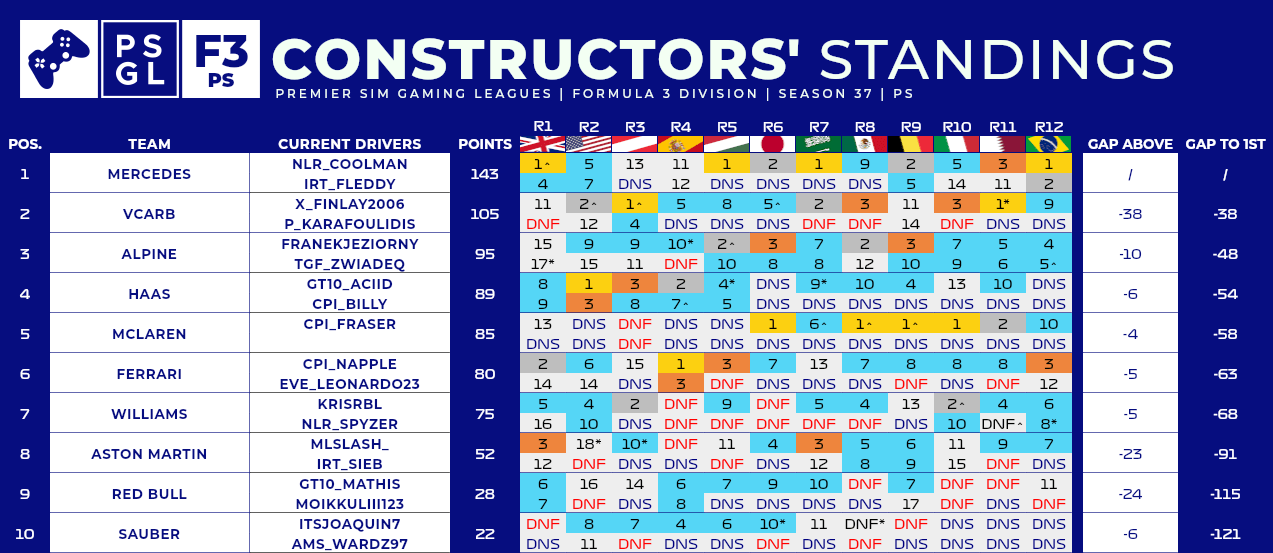 PS
GL
F3
PS
CONSTRUCTORS' STANDINGS
PREMIER SIM GAMING LEAGUES | FORMULA 3 DIVISION | SEASON 37 | PS
R1 R2 R3 R4 R5 R6 R7 R8 R9 R10 R11 R12
POS. TEAM CURRENT DRIVERS POINTS GAP ABOVE GAP TO 1ST
NLR_COOLMAN 1^ 5 13 11 1 2 1 9 2 5 3 1
1 MERCEDES 143 / /
IRT_FLEDDY 4 7 DNS 12 DNS DNS DNS DNS 5 14 11 2
X_FINLAY2006 11 2^ 1^ 5 8 5^ 2 3 11 3 1* 9
2 VCARB 105 -38 -38
P_KARAFOULIDIS DNF 12 4 DNS DNS DNS DNF DNF 14 DNF DNS DNS
FRANEKJEZIORNY 15 9 9 10* 2^ 3 7 2 3 7 5 4
3 ALPINE 95 -10 -48
TGF_ZWIADEQ 17* 15 11 DNF 10 8 8 12 10 9 6 5^
GT10_ACIID 8 1 3 2 4* DNS 9* 10 4 13 10 DNS
4 HAAS 89 -6 -54
CPI_BILLY 9 3 8 7^ 5 DNS DNS DNS DNS DNS DNS DNS
CPI_FRASER 13 DNS DNF DNS DNS 1 6^ 1^ 1^ 1 2 10
5 MCLAREN 85 -4 -58
DNS DNS DNF DNS DNS DNS DNS DNS DNS DNS DNS DNS
CPI_NAPPLE 2 6 15 1 3 7 13 7 8 8 8 3
6 FERRARI 80 -5 -63
EVE_LEONARDO23 14 14 DNS 3 DNF DNS DNS DNS DNF DNS DNF 12
KRISRBL 5 4 2 DNF 9 DNF 5 4 13 2^ 4 6
7 WILLIAMS 75 -5 -68
NLR_SPYZER 16 10 DNS DNF DNF DNF DNF DNF DNS 10 DNF^ 8*
MLSLASH_ 3 18* 10* DNF 11 4 3 5 6 11 9 7
8 ASTON MARTIN 52 -23 -91
IRT_SIEB 12 DNF DNS DNS DNF DNS 12 8 9 15 DNF DNS
GT10_MATHIS 6 16 14 6 7 9 10 DNF 7 DNF DNF 11
9 RED BULL 28 -24 -115
MOIKKULIII123 7 DNF DNS 8 DNS DNS DNS DNS 17 DNF DNS DNF
ITSJOAQUIN7 DNF 8 7 4 6 10* 11 DNF* DNF DNS DNS DNS
10 SAUBER 22 -6 -121
AMS_WARDZ97 DNS 11 DNF DNS DNS DNF DNS DNF DNS DNS DNS DNS